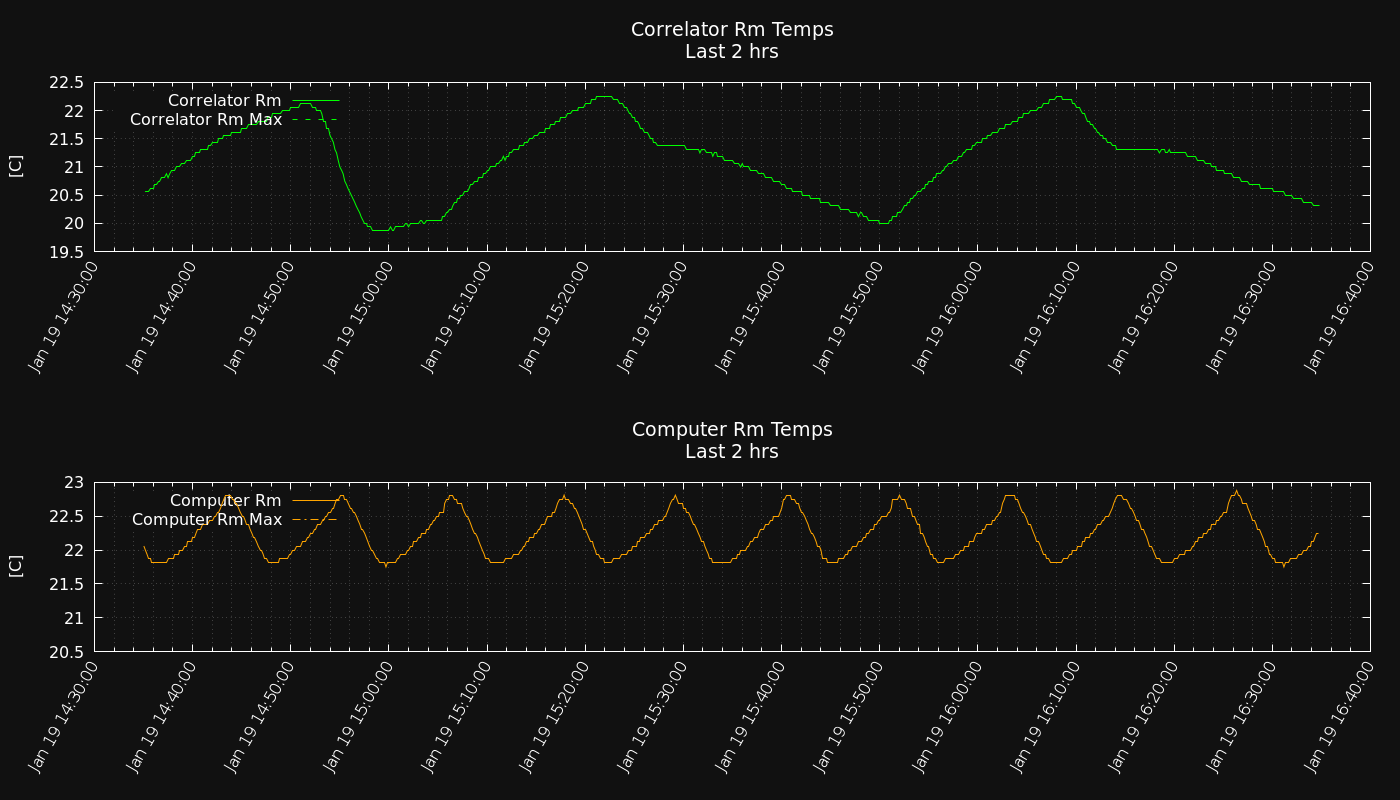 Correlator Rm Temps
Last 2 hrs
22.5
22
21.5
21
20.5
20
19.5
[C]
Correlator Rm
Correlator Rm Max
Jan 19 14:30:00
Jan 19 14:40:00
Jan 19 14:50:00
Jan 19 15:00:00
Jan 19 15:10:00
Jan 19 15:20:00
Jan 19 15:30:00
Jan 19 15:40:00
Jan 19 15:50:00
Jan 19 16:00:00
Jan 19 16:10:00
Jan 19 16:20:00
Jan 19 16:30:00
Jan 19 16:40:00
Computer Rm Temps
Last 2 hrs
23
22.5
22
21.5
21
20.5
[C]
Computer Rm
Computer Rm Max
Jan 19 14:30:00
Jan 19 14:40:00
Jan 19 14:50:00
Jan 19 15:00:00
Jan 19 15:10:00
Jan 19 15:20:00
Jan 19 15:30:00
Jan 19 15:40:00
Jan 19 15:50:00
Jan 19 16:00:00
Jan 19 16:10:00
Jan 19 16:20:00
Jan 19 16:30:00
Jan 19 16:40:00